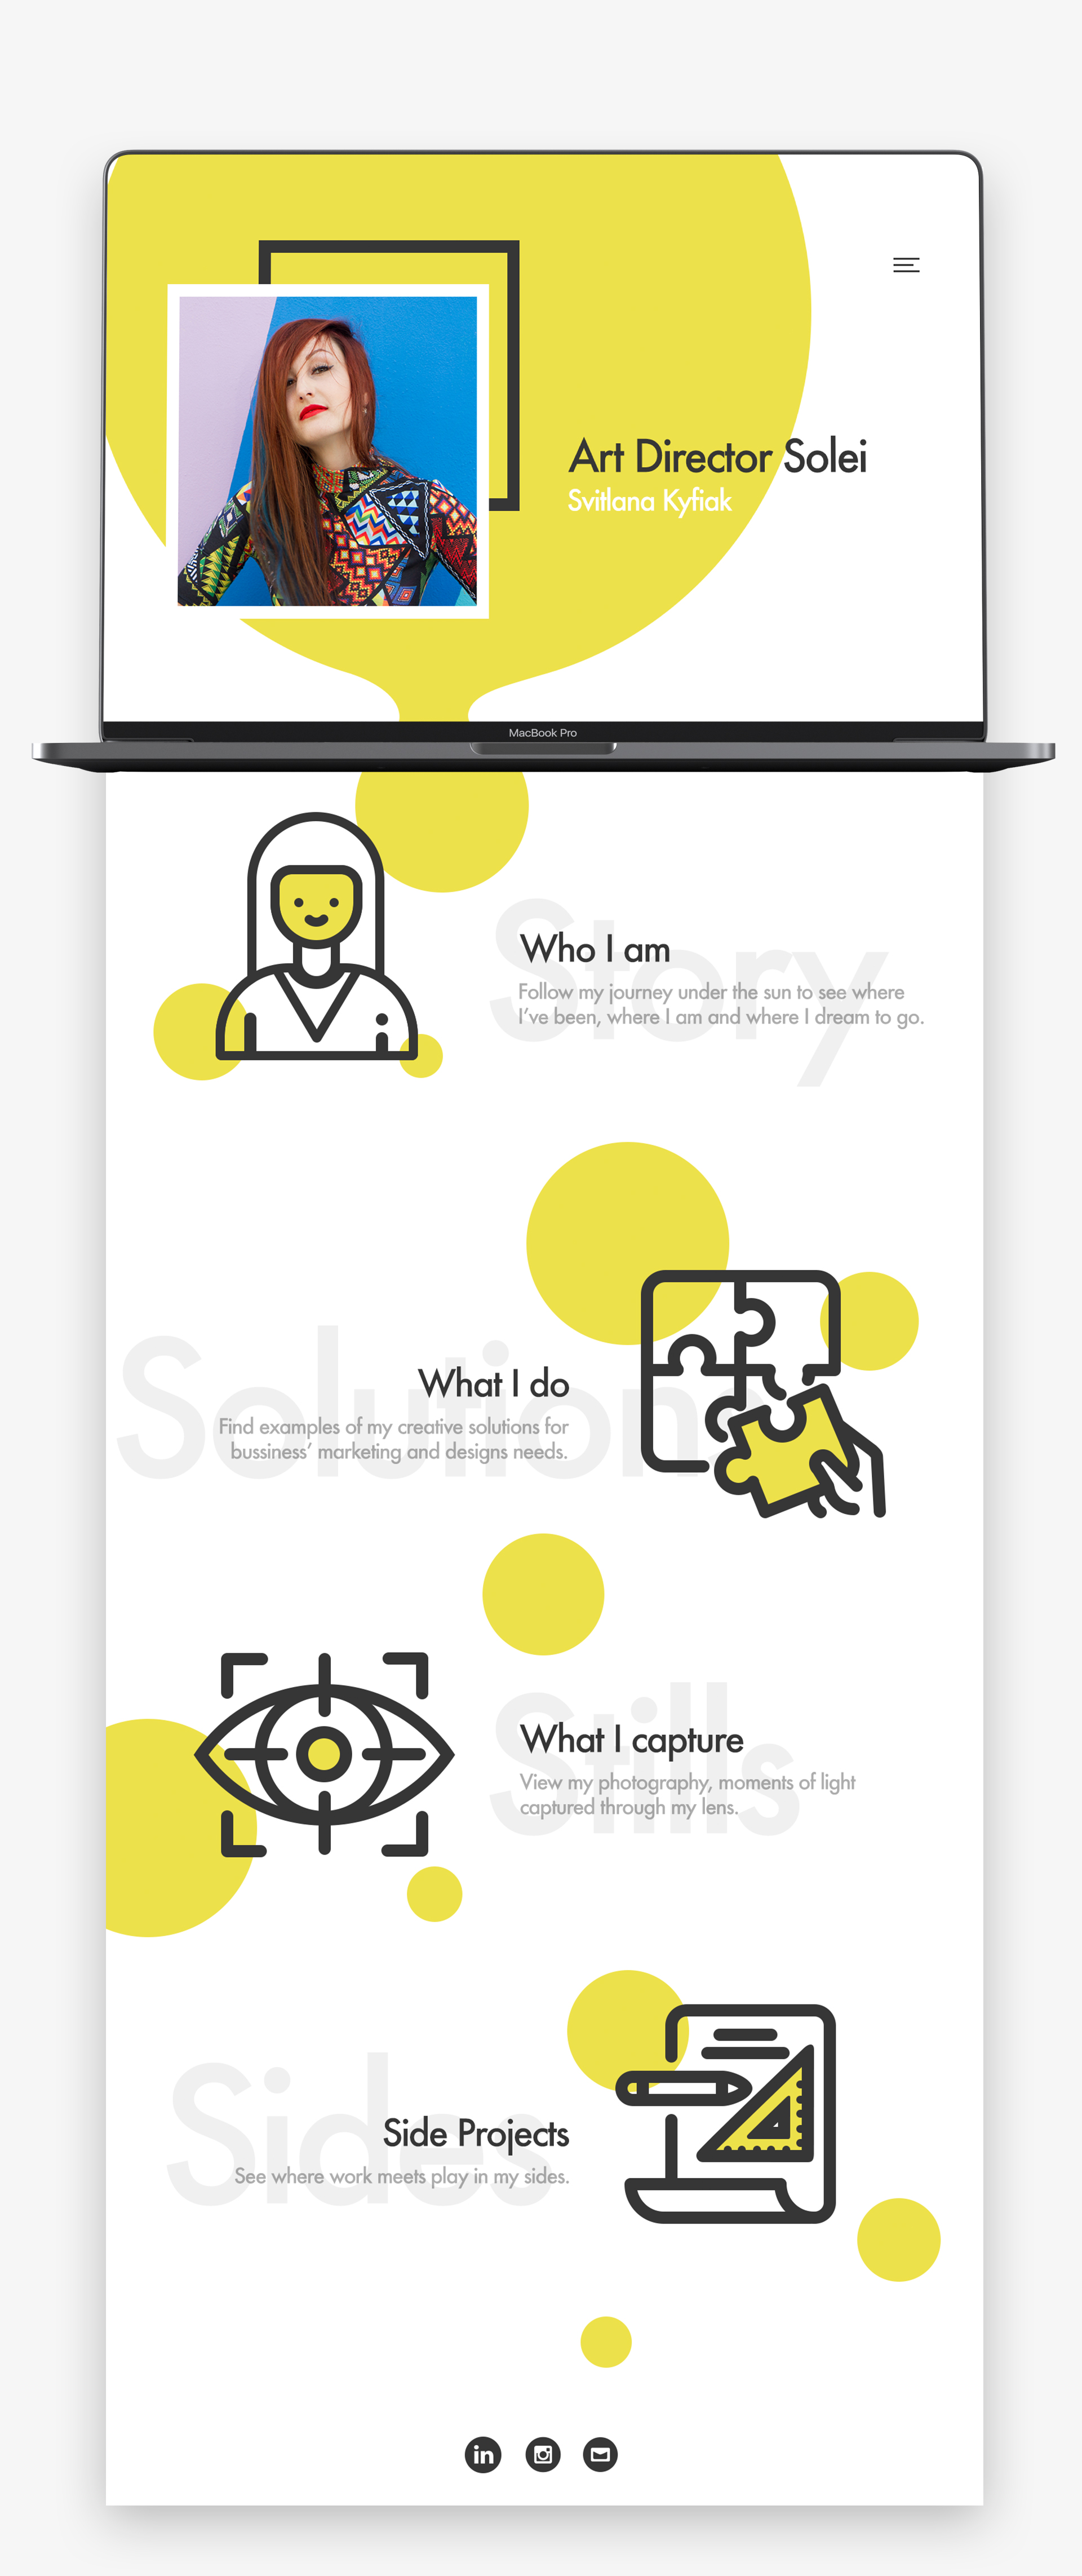 Art Director Solei
Svitlana Kyfiak
MacBook Pro
Story
Who I am
Follow my journey under the sun to see where
I've been, where I am and where I dream to go.
Solutions
What I do
Find examples of my creative solutions for
bussiness' marketing and designs needs.
Stills
What I capture
View my photography, moments of light
captured through my lens.
Sides
Side Projects
See where work meets play in my sides.
in